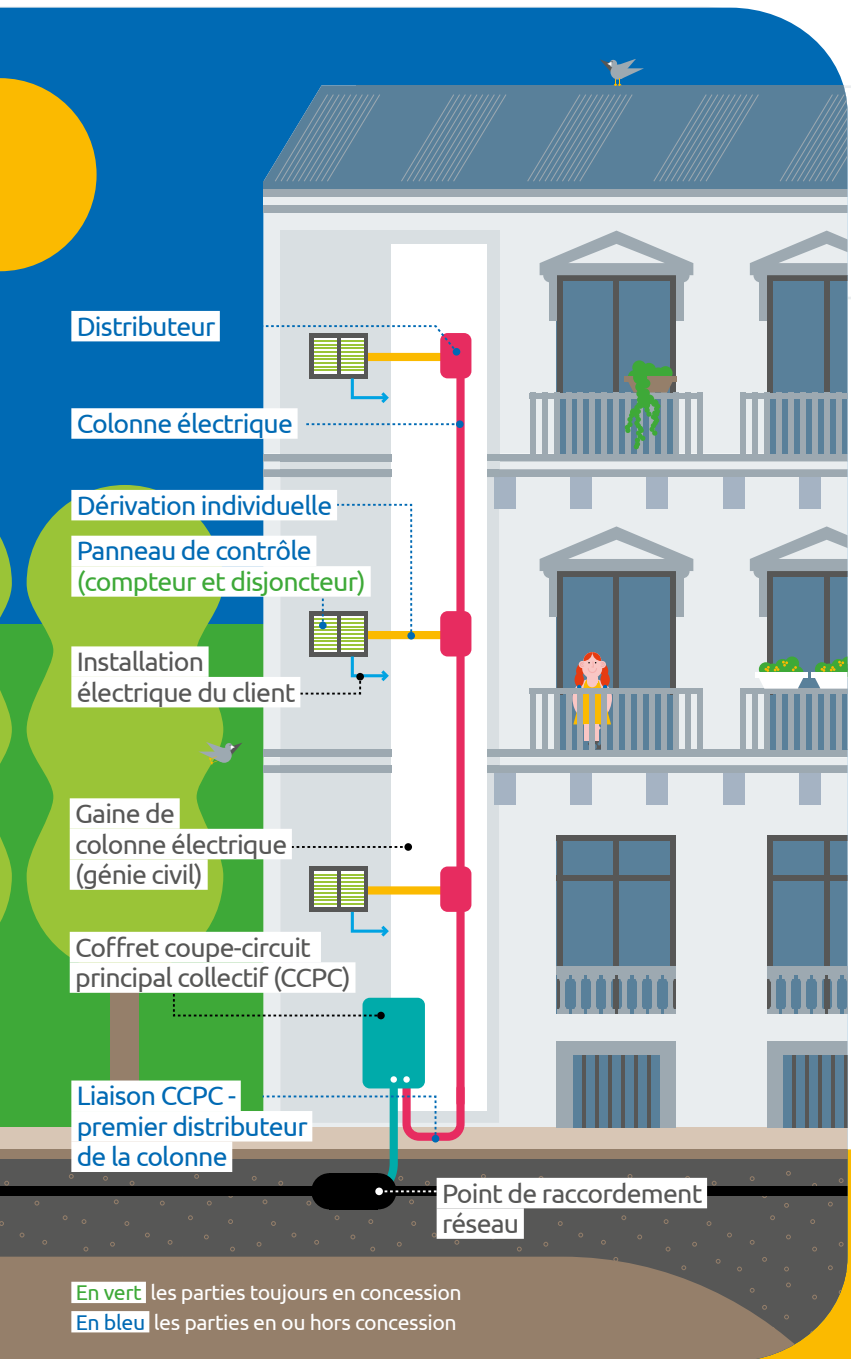 Distributeur
Colonne électrique
Dérivation individuelle
Panneau de contrôle
(compteur et disjoncteur)
Installation
électrique du client
Gaine de
colonne électrique
(génie civil)
Coffret coupe-circuit
principal collectif (CCPC)
Liaison CCPC -
premier distributeur
de la colonne
Point de raccordement
réseau
En vert les parties toujours en concession
En bleu les parties en ou hors concession